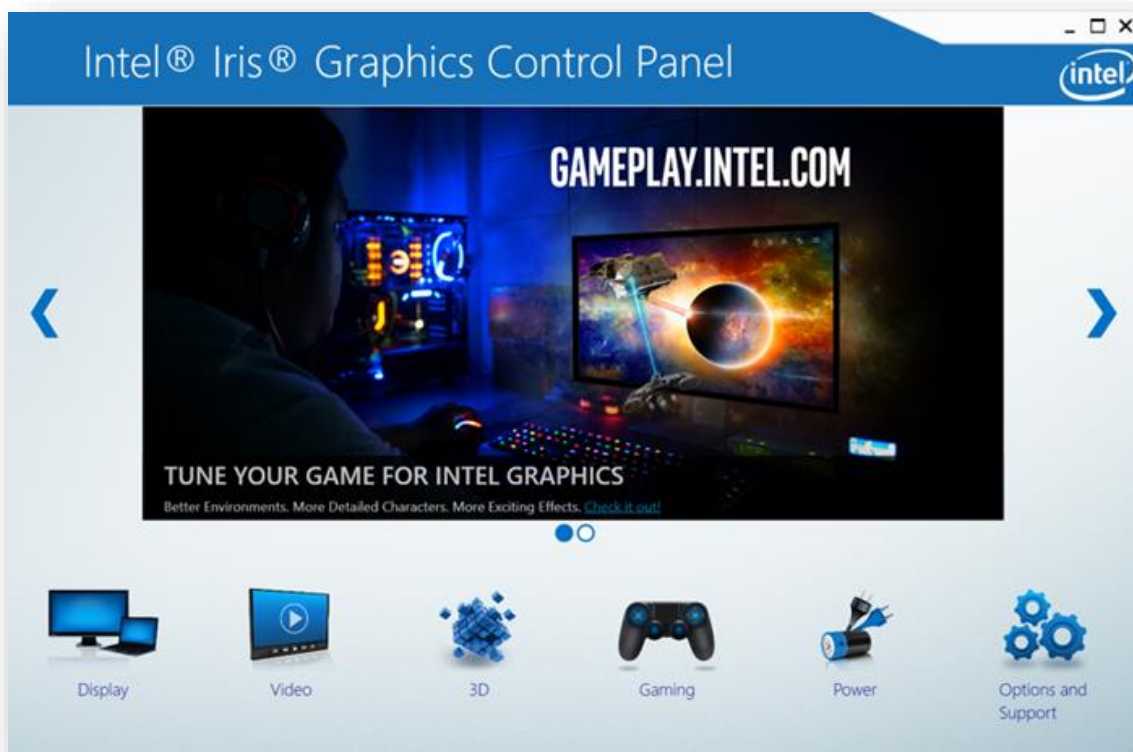 Intel® Iris® Graphics Control Panel
intel
GAMEPLAY.INTEL.COM
TUNE YOUR GAME FOR INTEL GRAPHICS
Better Environments. More Detailed Characters. More Exciting Effects. Check it out!
Display
Video
3D
Gaming
Power
Options and
Support